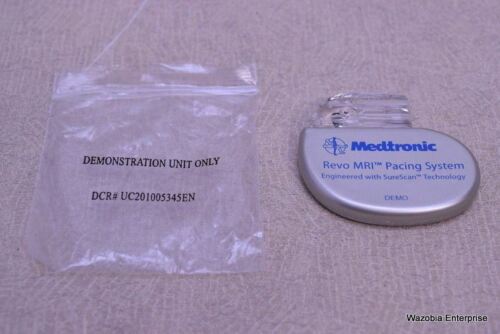 DEMONSTRATION UNIT ONLY
DCR# UC201005345EN
Medtronic
Revo MRI™ Pacing System
Engineered with SureScan™ Technology
DEMO
Wazobia Enterprise